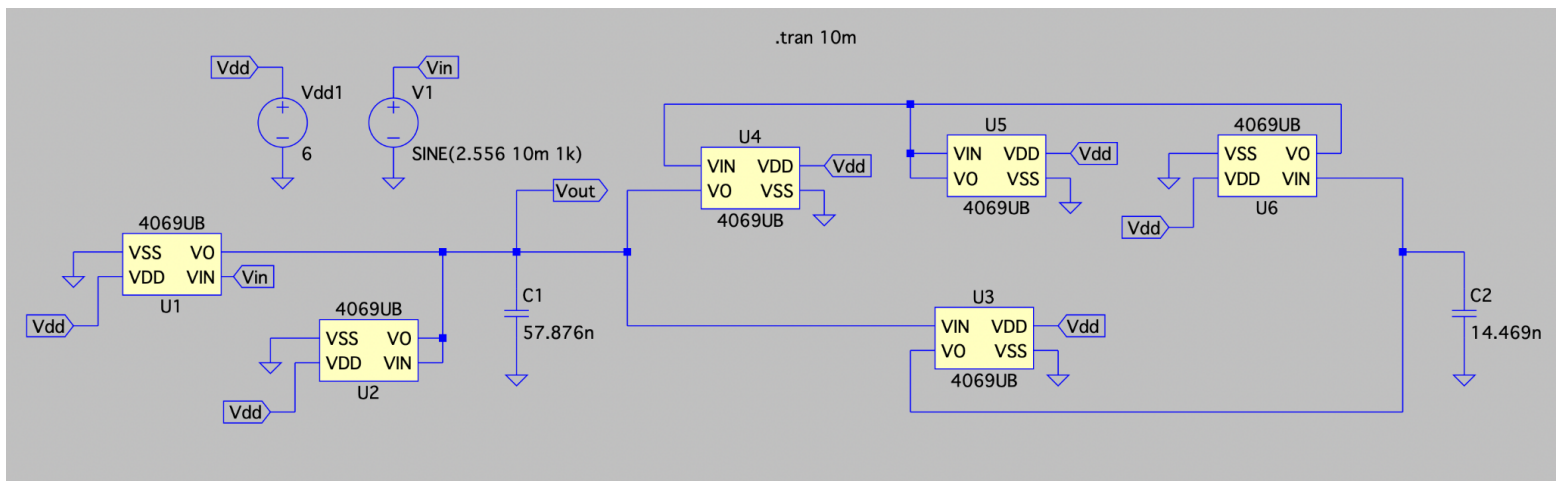 .tran 10m
Vdd
Vdd1
6
Vin
V1
SINE(2.556 10m 1k)
Vout
4069UB
VSS VO
VDD VIN
U1
Vin
Vdd
4069UB
VSS VO
VDD VIN
U2
Vdd
C1
57.876n
U4
VIN VDD
VO VSS
4069UB
Vdd
U5
VIN VDD
VO VSS
4069UB
Vdd
4069UB
VSS VO
VDD VIN
U6
Vdd
U3
VIN VDD
VO VSS
4069UB
Vdd
C2
14.469n